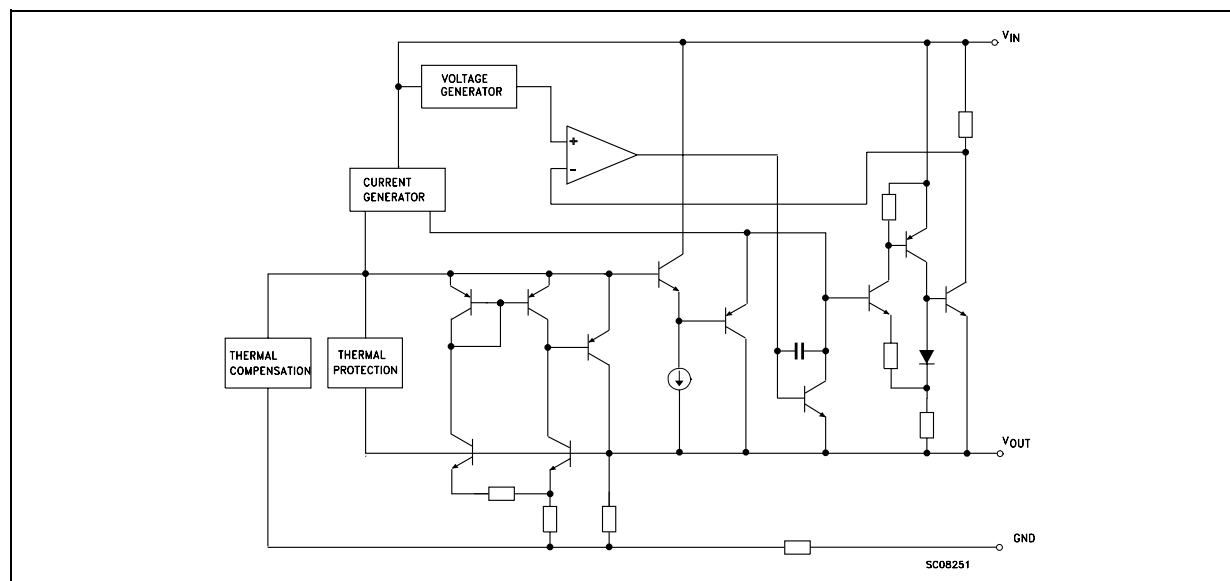 VIN
VOLTAGE
GENERATOR
+
-
CURRENT
GENERATOR
THERMAL
COMPENSATION
THERMAL
PROTECTION
VOUT
GND
SC08251